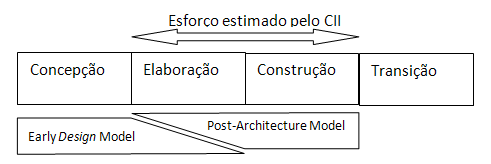 Esforço estimado pelo CII
Concepção Elaboração Construção Transição
Post-Architecture Model
Early Design Model